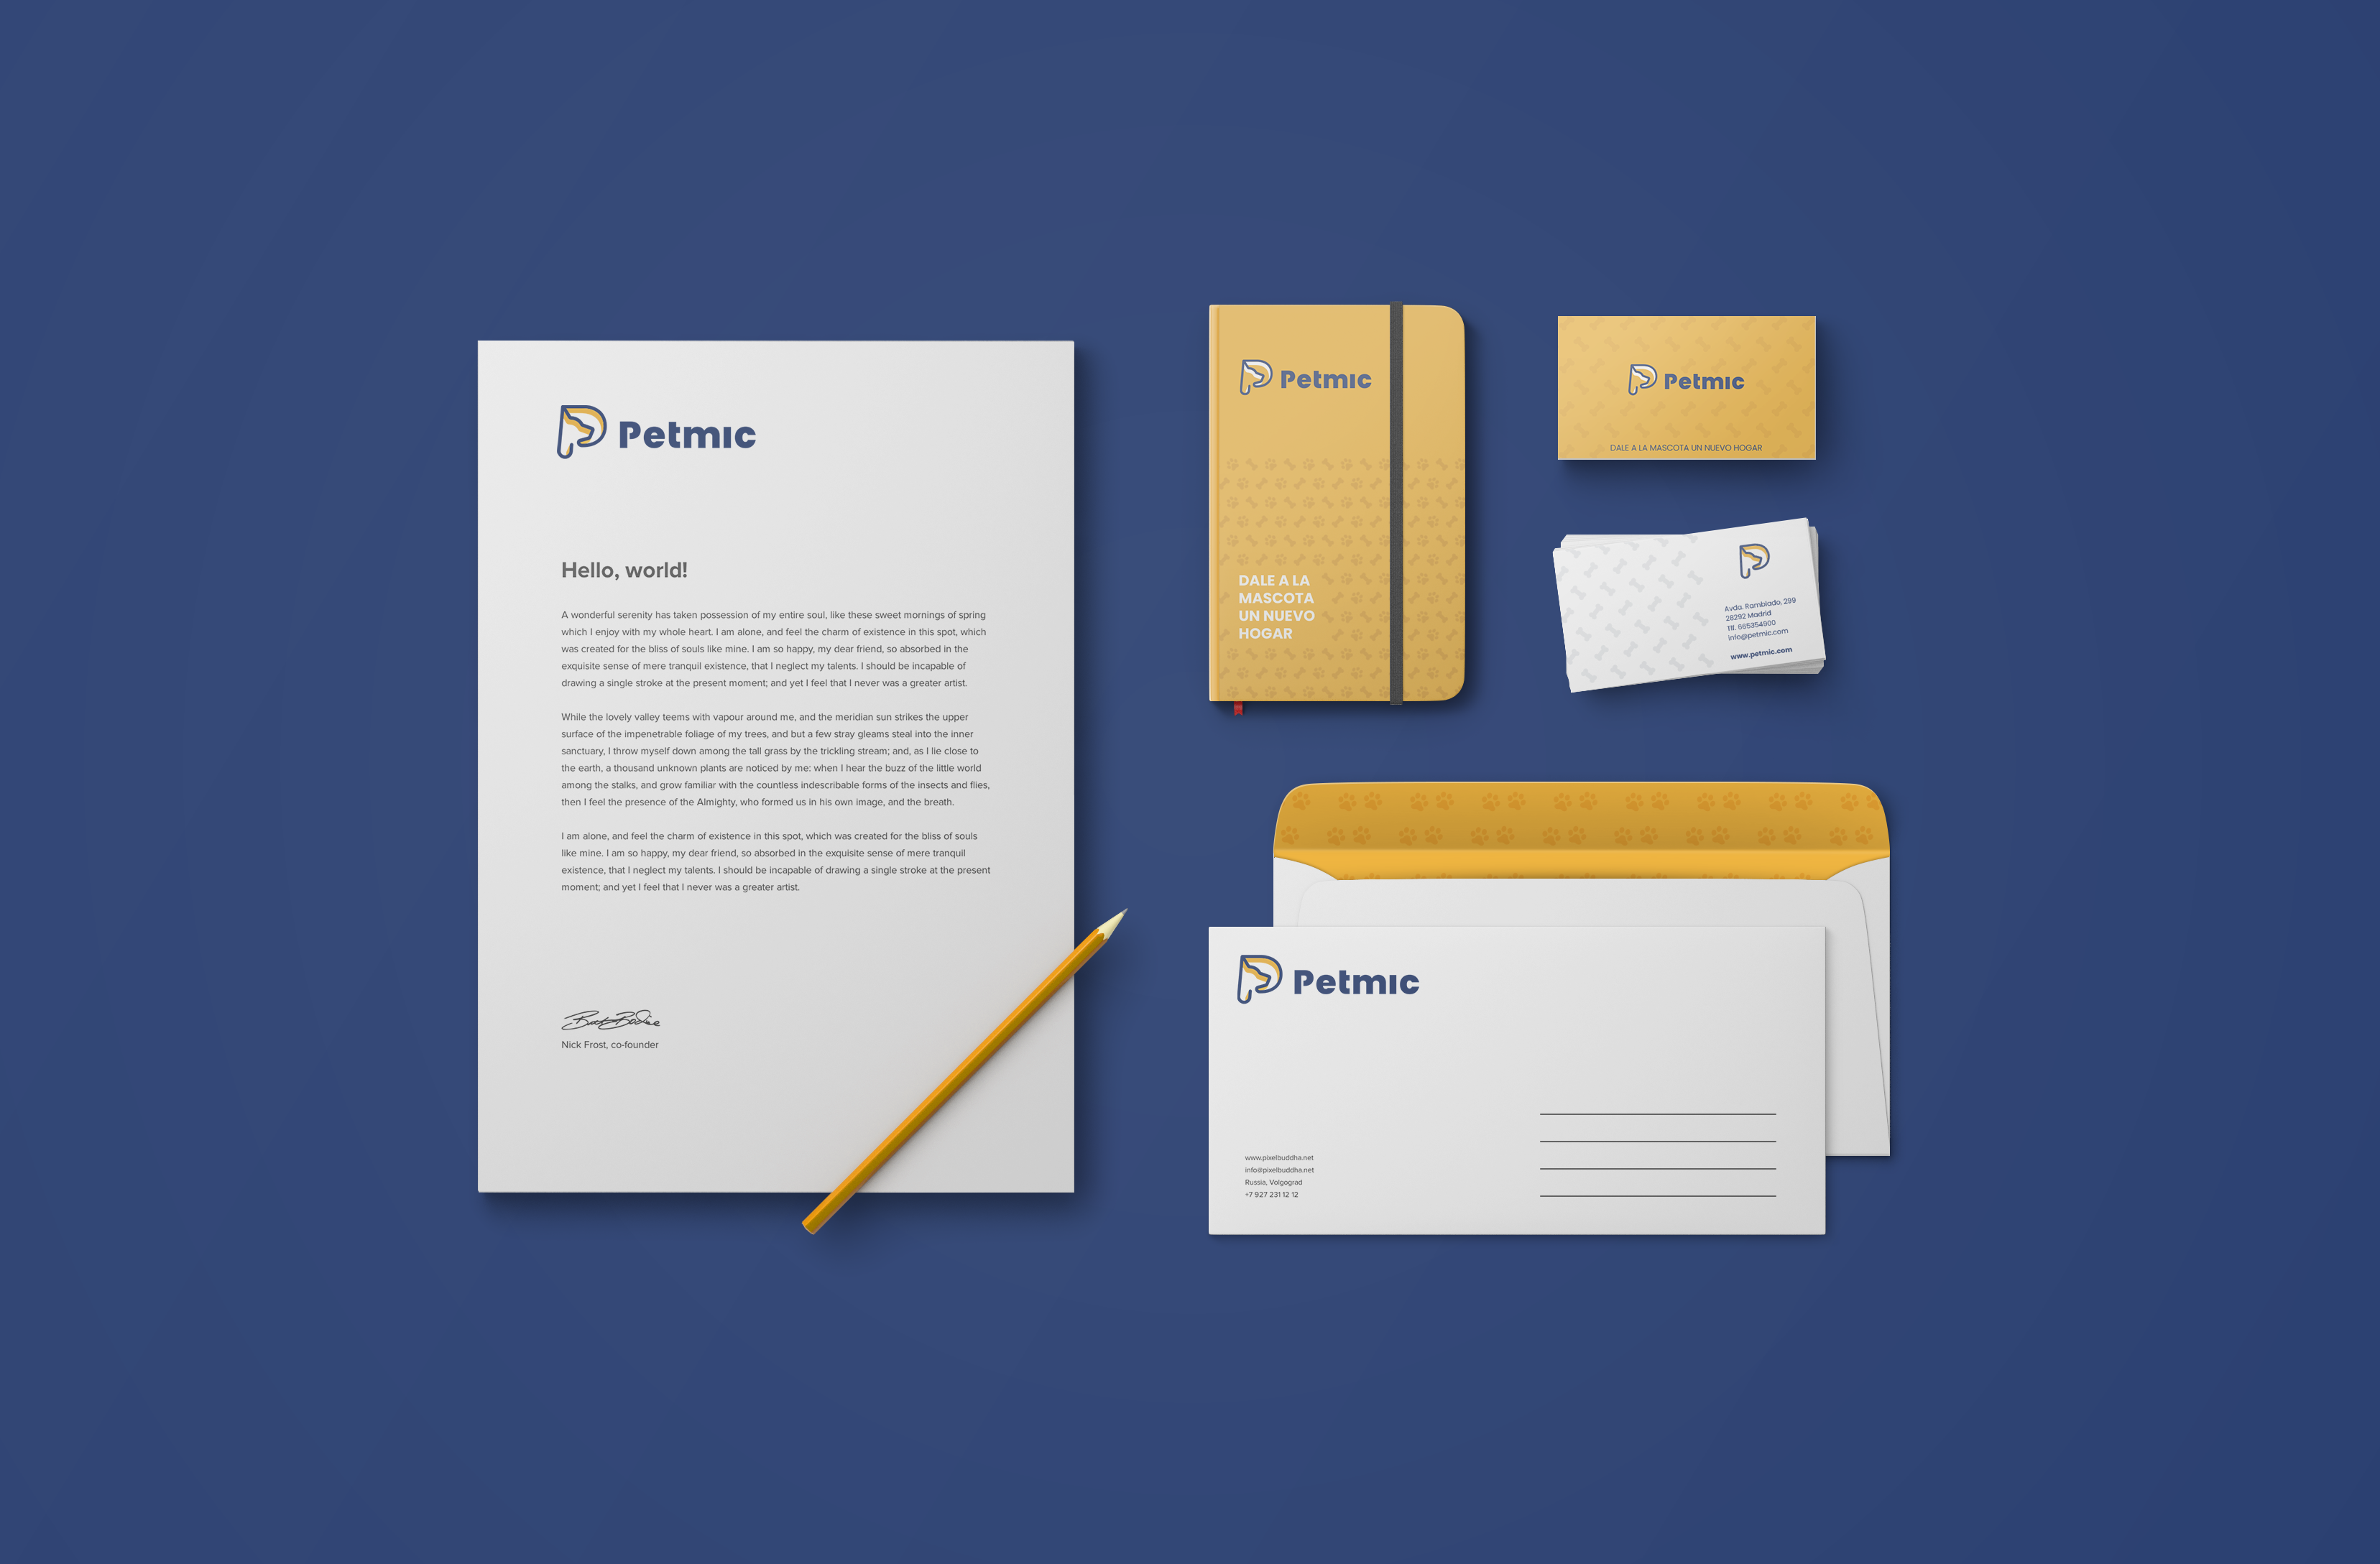 Petmic
Hello, world!
A wonderful serenity has taken possession of my entire soul, like these sweet mornings of spring
which I enjoy with my whole heart. I am alone, and feel the charm of existence in this spot, which
was created for the bliss of souls like mine. I am so happy, my dear friend, so absorbed in the
exquisite sense of mere tranquil existence, that I neglect my talents. I should be incapable of
drawing a single stroke at the present moment; and yet I feel that I never was a greater artist.
While the lovely valley teems with vapour around me, and the meridian sun strikes the upper
surface of the impenetrable foliage of my trees, and but a few stray gleams steal into the inner
sanctuary, I throw myself down among the tall grass by the trickling stream; and, as I lie close to
the earth, a thousand unknown plants are noticed by me: when I hear the buzz of the little world
among the stalks, and grow familiar with the countless indescribable forms of the insects and flies,
then I feel the presence of the Almighty, who formed us in his own image, and the breath.
I am alone, and feel the charm of existence in this spot, which was created for the bliss of souls
like mine. I am so happy, my dear friend, so absorbed in the exquisite sense of mere tranquil
existence, that I neglect my talents. I should be incapable of drawing a single stroke at the present
moment; and yet I feel that I never was a greater artist.
Nick Frost, co-founder
Petmic
DALE A LA
MASCOTA
UN NUEVO
HOGAR
Petmic
DALE A LA MASCOTA UN NUEVO HOGAR
Avda. Ramblado, 299
28292 Madrid
Tlf. 665354900
info@petmic.com
www.petmic.com
Petmic
www.pixelbuddha.net
info@pixelbuddha.net
Russia, Volgograd
+7 927 231 12 12